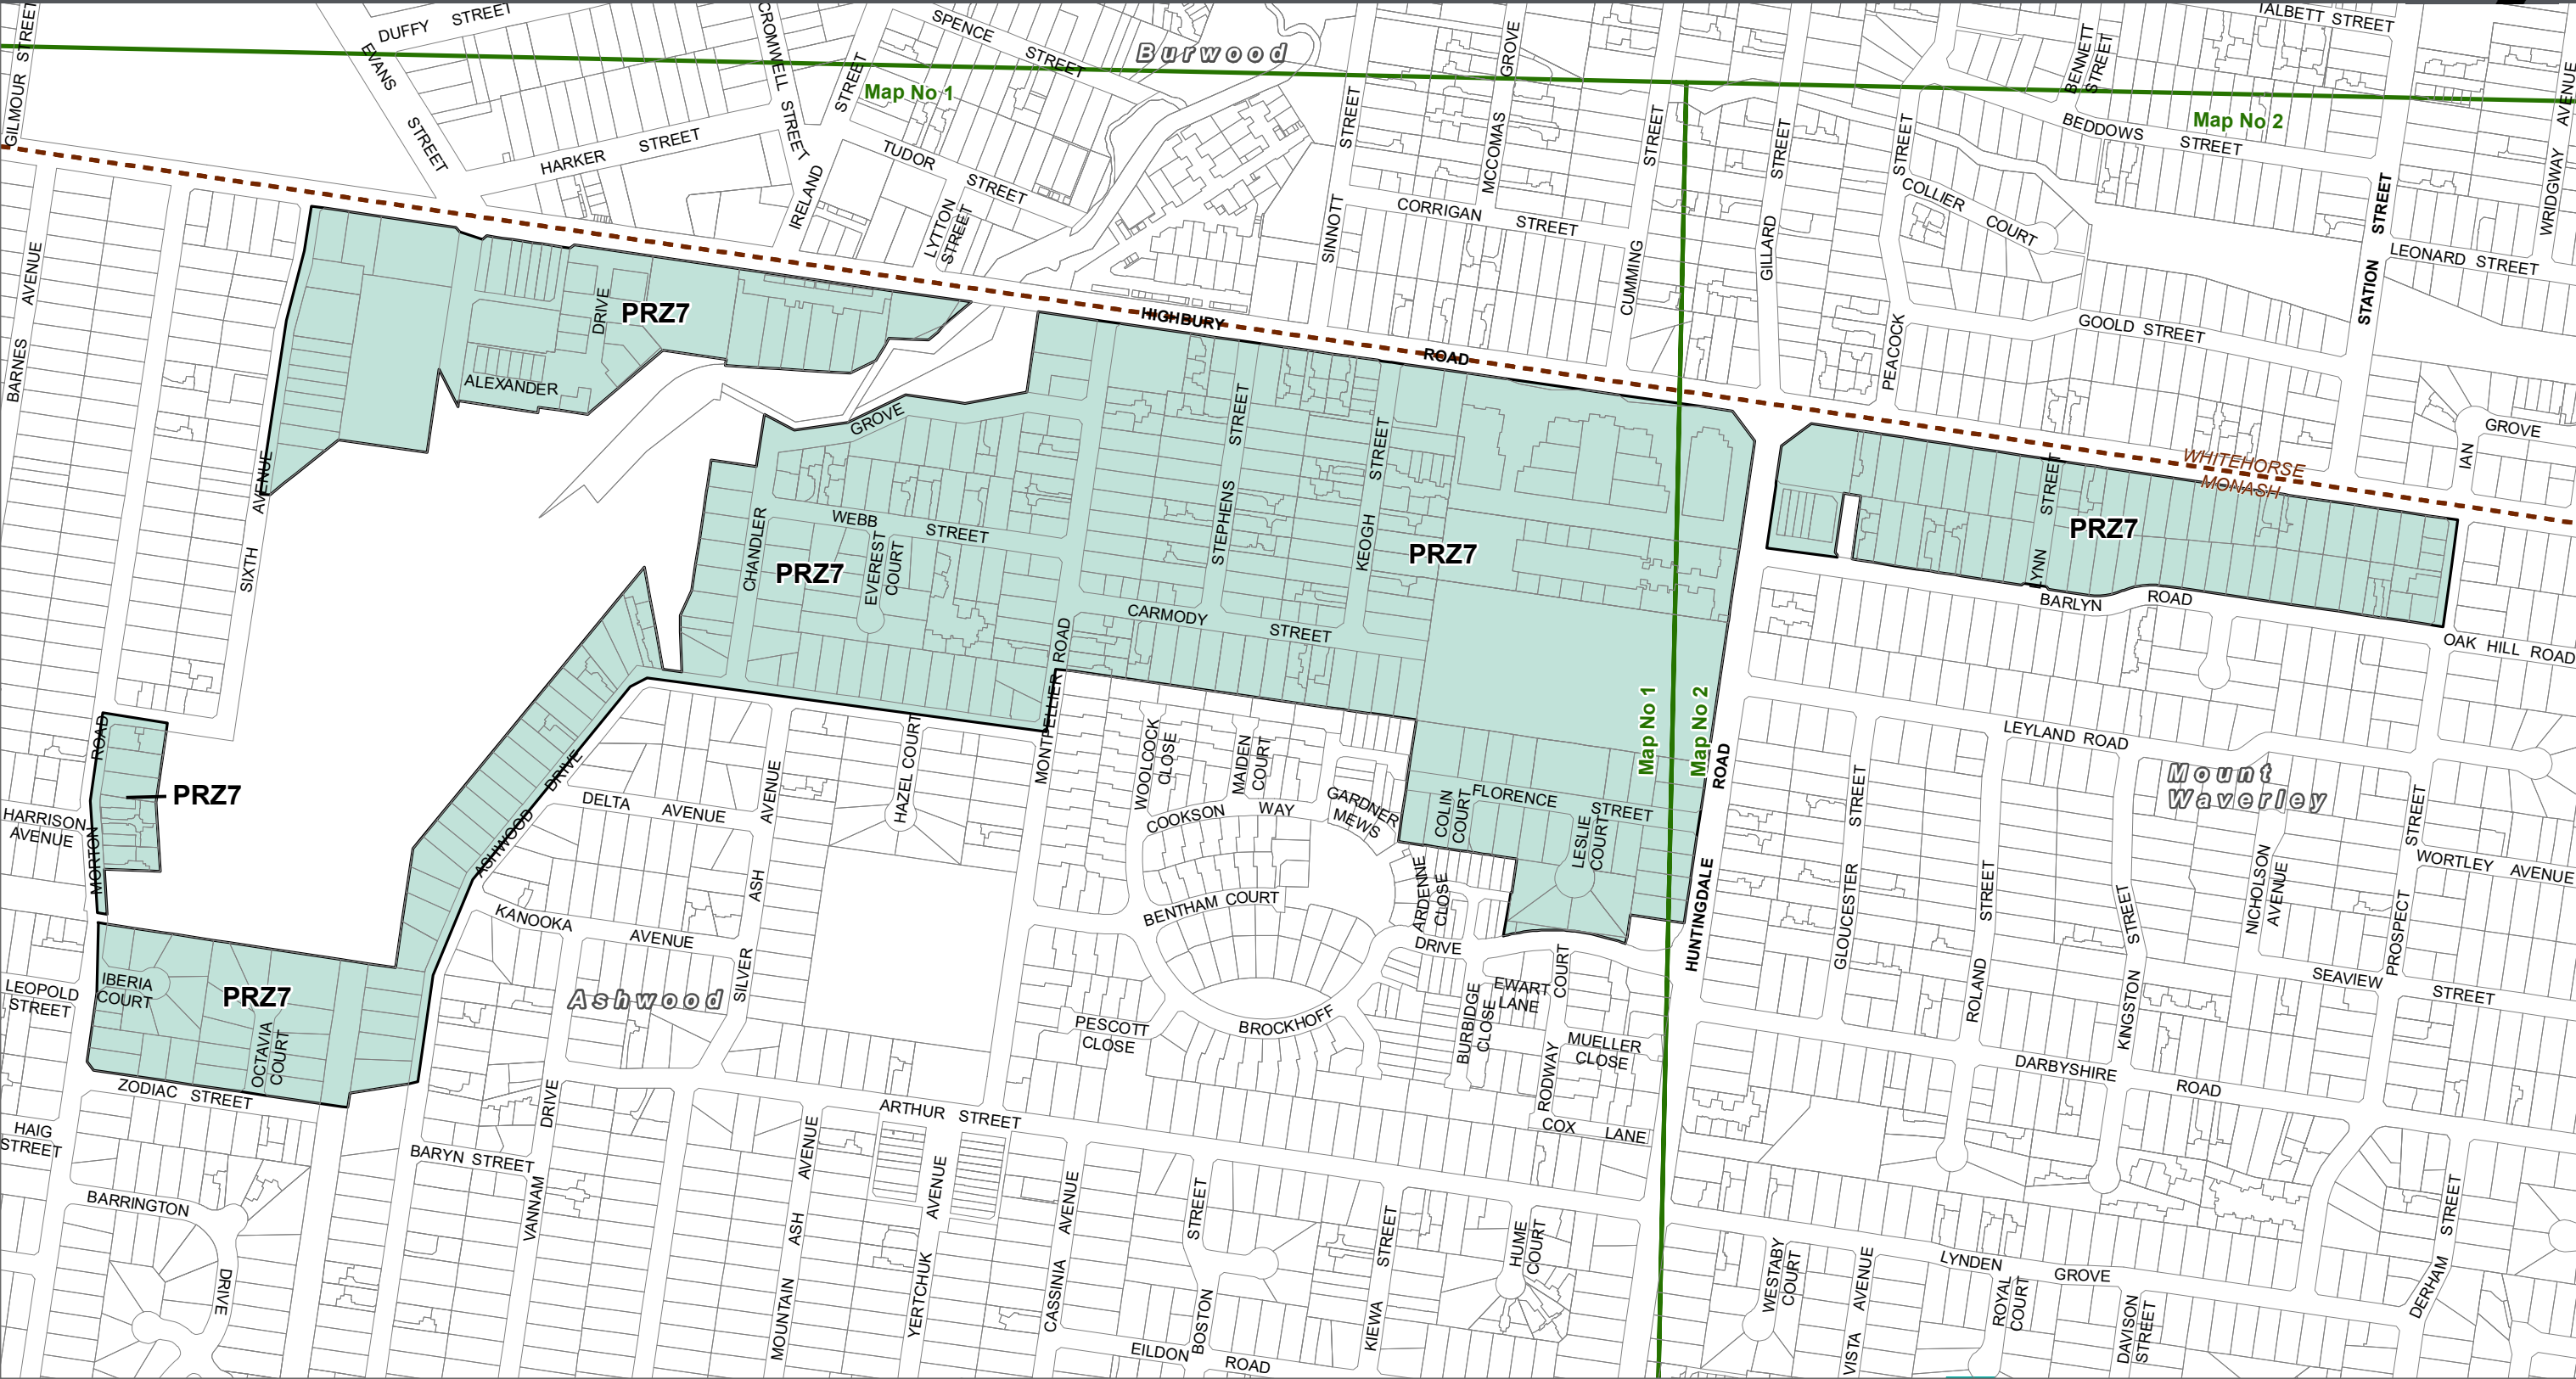 GILMOUR STREET
DUFFY STREET
EVANS STREET
CROMWELL STREET
STREET
SPENCE STREET
Burwood
Map No 1
HARKER STREET
TUDOR STREET
IRELAND
LYTTON STREET
SINNOTT STREET
MCCOMAS GROVE
CORRIGAN STREET
CUMMING STREET
GILLARD STREET
STREET
PEACOCK
COLLIER COURT
BENNETT STREET
TALBETT STREET
BEDDOWS STREET
Map No 2
STATION STREET
LEONARD STREET
WRIDGWAY AVENUE
GOOLD STREET
IAN GROVE
BARNES AVENUE
SIXTH AVENUE
PRZ7
DRIVE
ALEXANDER
HIGHBURY ROAD
WHITEHORSE
MONASH
GROVE
CHANDLER
WEBB STREET
EVEREST COURT
PRZ7
STEPHENS STREET
KEOGH STREET
PRZ7
CARMODY STREET
MONTPELLIER ROAD
LYNN STREET
PRZ7
BARLYN ROAD
OAK HILL ROAD
Map No 1
Map No 2
HUNTINGDALE ROAD
LEYLAND ROAD
Mount
Waverley
MORTON ROAD
PRZ7
HARRISON AVENUE
ASHWOOD DRIVE
DELTA AVENUE
SILVER ASH AVENUE
HAZEL COURT
WOOLCOCK CLOSE
MAIDEN COURT
COOKSON WAY
GARDNER MEWS
COLIN COURT
FLORENCE STREET
LESLIE COURT
ARDENNE CLOSE
BENTHAM COURT
BROCKHOFF DRIVE
KANOOKA AVENUE
Ashwood
IBERIA COURT
PRZ7
OCTAVIA COURT
LEOPOLD STREET
ZODIAC STREET
HAIG STREET
PESCOTT CLOSE
BURBIDGE CLOSE
EWART LANE
RODWAY COURT
MUELLER CLOSE
COX LANE
GLOUCESTER STREET
ROLAND STREET
KINGSTON STREET
NICHOLSON AVENUE
PROSPECT STREET
WORTLEY AVENUE
SEAVIEW STREET
DARBYSHIRE ROAD
ARTHUR STREET
BARYN STREET
VANNAM DRIVE
BARRINGTON DRIVE
MOUNTAIN ASH AVENUE
YERTCHUK AVENUE
CASSINIA AVENUE
BOSTON STREET
KIEWA STREET
HUME COURT
EILDON ROAD
WESTABY COURT
VISTA AVENUE
LYNDEN GROVE
ROYAL COURT
DAVISON STREET
DERHAM STREET